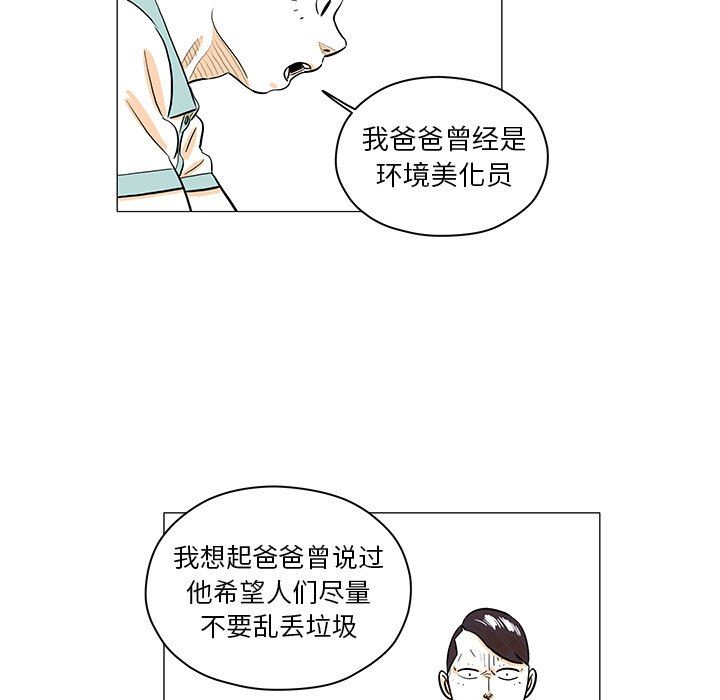 我爸爸曾经是
环境美化员
我想起爸爸曾说过
他希望人们尽量
不要乱丢垃圾